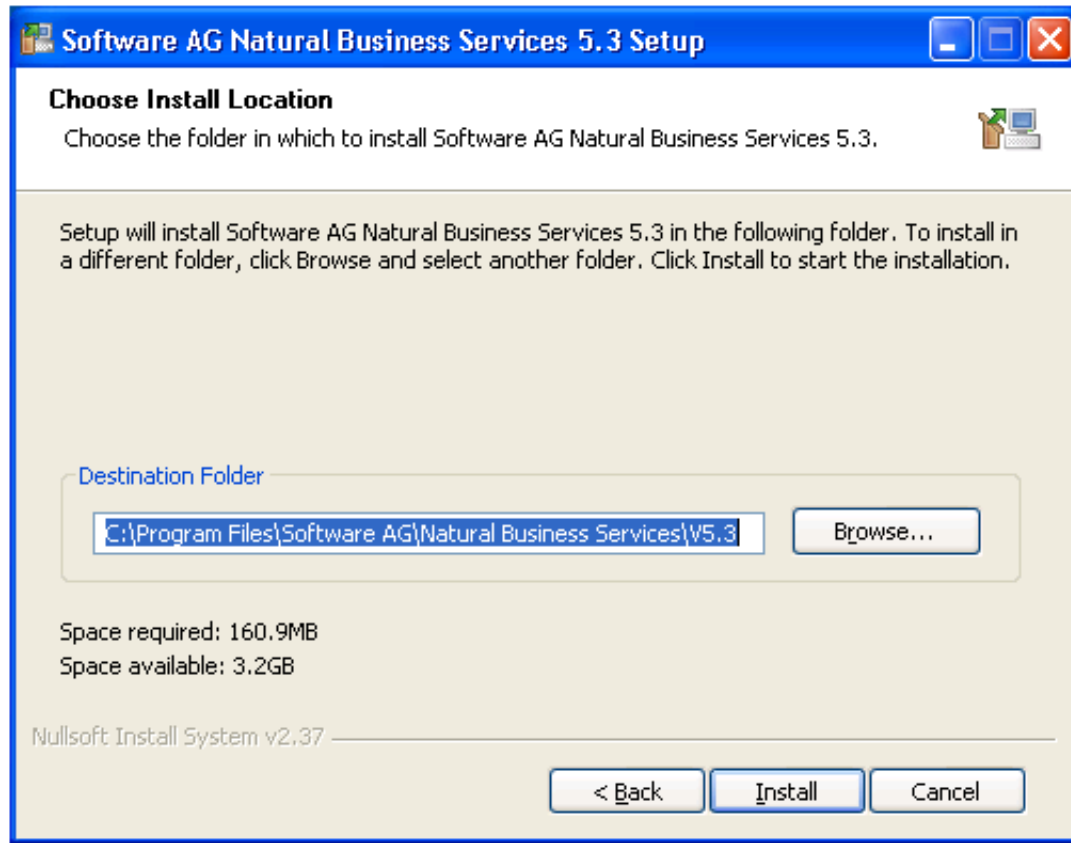 Software AG Natural Business Services 5.3 Setup
Choose Install Location
Choose the folder in which to install Software AG Natural Business Services 5.3.
Setup will install Software AG Natural Business Services 5.3 in the following folder. To install in
a different folder, click Browse and select another folder. Click Install to start the installation.
Destination Folder
C:\Program Files\Software AG\Natural Business Services\V5.3
Browse...
Space required: 160.9MB
Space available: 3.2GB
Nullsoft Install System v2.37
< Back
Install
Cancel